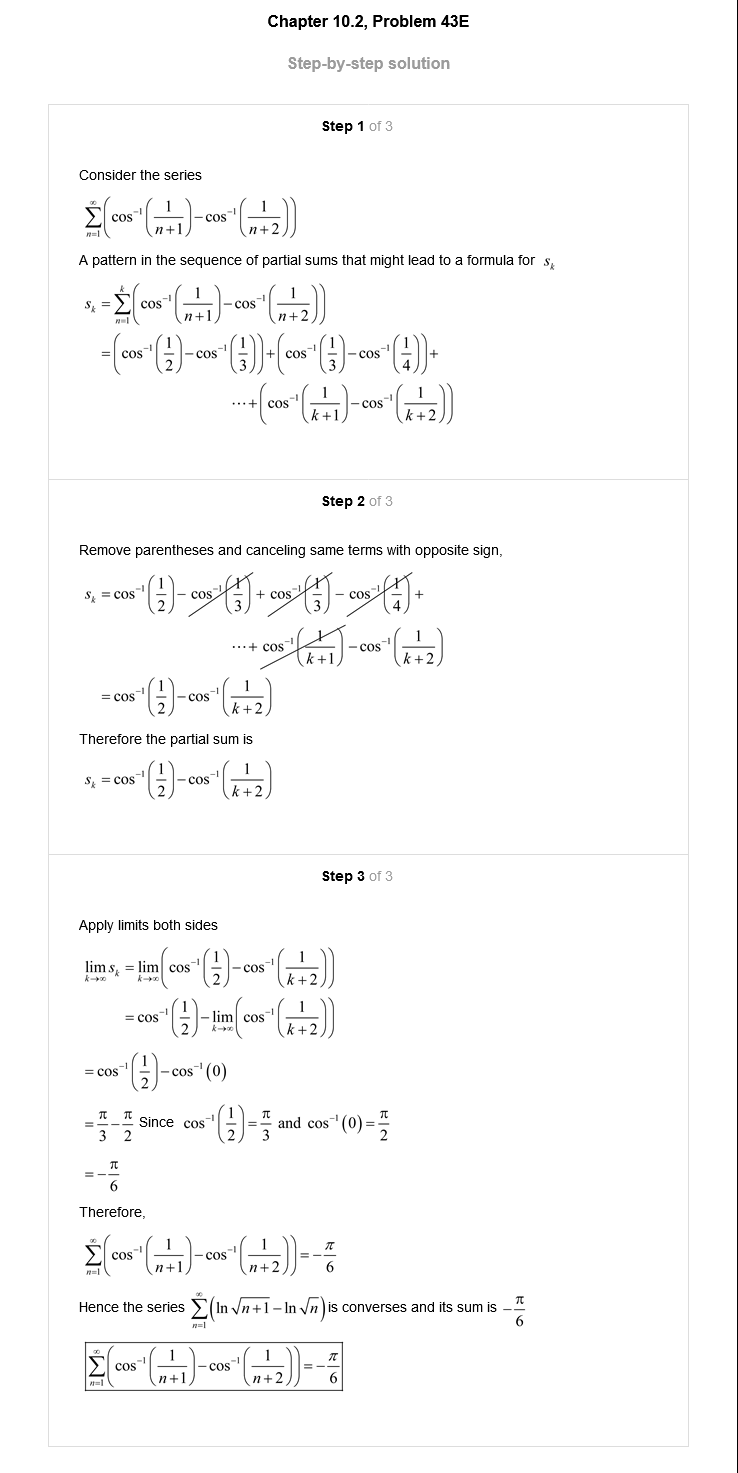 Chapter 10.2, Problem 43E
Step-by-step solution
Step 1 of 3
Consider the series
$\sum_{n=1}^{\infty}\left(\cos^{-1}\left(\frac{1}{n+1}\right)-\cos^{-1}\left(\frac{1}{n+2}\right)\right)$
A pattern in the sequence of partial sums that might lead to a formula for $s_k$
$s_k=\sum_{n=1}^{k}\left(\cos^{-1}\left(\frac{1}{n+1}\right)-\cos^{-1}\left(\frac{1}{n+2}\right)\right)$
$=\left(\cos^{-1}\left(\frac{1}{2}\right)-\cos^{-1}\left(\frac{1}{3}\right)\right)+\left(\cos^{-1}\left(\frac{1}{3}\right)-\cos^{-1}\left(\frac{1}{4}\right)\right)+$
$\cdots+\left(\cos^{-1}\left(\frac{1}{k+1}\right)-\cos^{-1}\left(\frac{1}{k+2}\right)\right)$
Step 2 of 3
Remove parentheses and canceling same terms with opposite sign,
$s_k=\cos^{-1}\left(\frac{1}{2}\right)-\cos^{-1}\left(\frac{1}{3}\right)+\cos^{-1}\left(\frac{1}{3}\right)-\cos^{-1}\left(\frac{1}{4}\right)+$
$\cdots+\cos^{-1}\left(\frac{1}{k+1}\right)-\cos^{-1}\left(\frac{1}{k+2}\right)$
$=\cos^{-1}\left(\frac{1}{2}\right)-\cos^{-1}\left(\frac{1}{k+2}\right)$
Therefore the partial sum is
$s_k=\cos^{-1}\left(\frac{1}{2}\right)-\cos^{-1}\left(\frac{1}{k+2}\right)$
Step 3 of 3
Apply limits both sides
$\lim_{k\to\infty}s_k=\lim_{k\to\infty}\left(\cos^{-1}\left(\frac{1}{2}\right)-\cos^{-1}\left(\frac{1}{k+2}\right)\right)$
$=\cos^{-1}\left(\frac{1}{2}\right)-\lim_{k\to\infty}\left(\cos^{-1}\left(\frac{1}{k+2}\right)\right)$
$=\cos^{-1}\left(\frac{1}{2}\right)-\cos^{-1}(0)$
$=\frac{\pi}{3}-\frac{\pi}{2}$ Since $\cos^{-1}\left(\frac{1}{2}\right)=\frac{\pi}{3}$ and $\cos^{-1}(0)=\frac{\pi}{2}$
$=-\frac{\pi}{6}$
Therefore,
$\sum_{n=1}^{\infty}\left(\cos^{-1}\left(\frac{1}{n+1}\right)-\cos^{-1}\left(\frac{1}{n+2}\right)\right)=-\frac{\pi}{6}$
Hence the series $\sum_{n=1}^{\infty}\left(\ln\sqrt{n+1}-\ln\sqrt{n}\right)$ is converses and its sum is $-\frac{\pi}{6}$
$\sum_{n=1}^{\infty}\left(\cos^{-1}\left(\frac{1}{n+1}\right)-\cos^{-1}\left(\frac{1}{n+2}\right)\right)=-\frac{\pi}{6}$